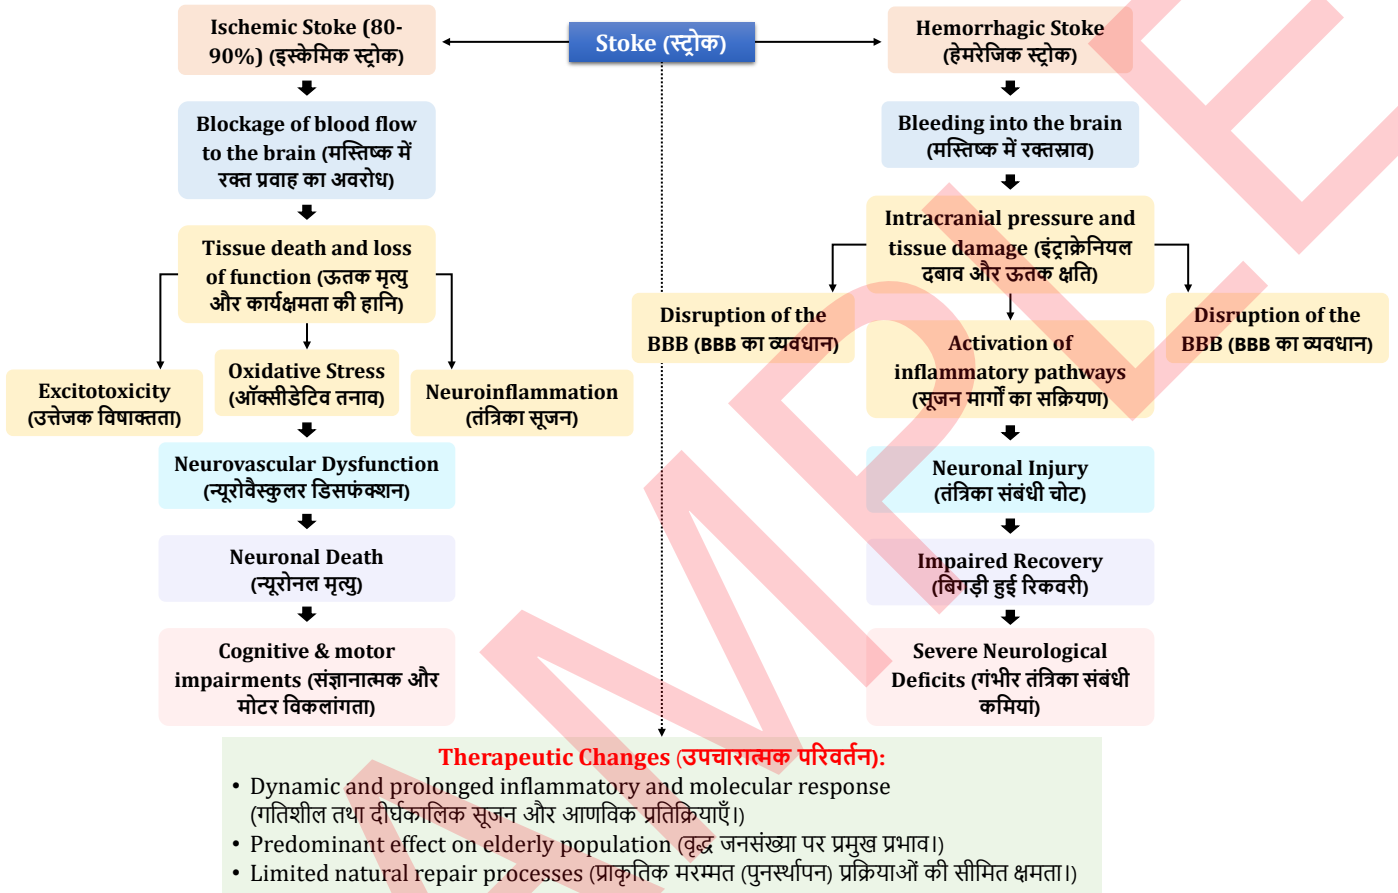 Stoke (स्ट्रोक)
Ischemic Stoke (80-
90%) (इस्केमिक स्ट्रोक)
Blockage of blood flow
to the brain (मस्तिष्क में
रक्त प्रवाह का अवरोध)
Tissue death and loss
of function (ऊतक मृत्यु
और कार्यक्षमता की हानि)
Excitotoxicity
(उत्तेजक विषाक्तता)
Oxidative Stress
(ऑक्सीडेटिव तनाव)
Neuroinflammation
(तंत्रिका सूजन)
Neurovascular Dysfunction
(न्यूरोवैस्कुलर डिसफंक्शन)
Neuronal Death
(न्यूरोनल मृत्यु)
Cognitive & motor
impairments (संज्ञानात्मक और
मोटर विकलांगता)
Hemorrhagic Stoke
(हेमरेजिक स्ट्रोक)
Bleeding into the brain
(मस्तिष्क में रक्तस्राव)
Intracranial pressure and
tissue damage (इंट्राक्रेनियल
दबाव और ऊतक क्षति)
Disruption of the
BBB (BBB का व्यवधान)
Activation of
inflammatory pathways
(सूजन मार्गों का सक्रियण)
Disruption of the
BBB (BBB का व्यवधान)
Neuronal Injury
(तंत्रिका संबंधी चोट)
Impaired Recovery
(बिगड़ी हुई रिकवरी)
Severe Neurological
Deficits (गंभीर तंत्रिका संबंधी
कमियां)
Therapeutic Changes (उपचारात्मक परिवर्तन):
• Dynamic and prolonged inflammatory and molecular response
(गतिशील तथा दीर्घकालिक सूजन और आणविक प्रतिक्रियाएँ।)
• Predominant effect on elderly population (वृद्ध जनसंख्या पर प्रमुख प्रभाव।)
• Limited natural repair processes (प्राकृतिक मरम्मत (पुनर्स्थापन) प्रक्रियाओं की सीमित क्षमता।)
AMPLE